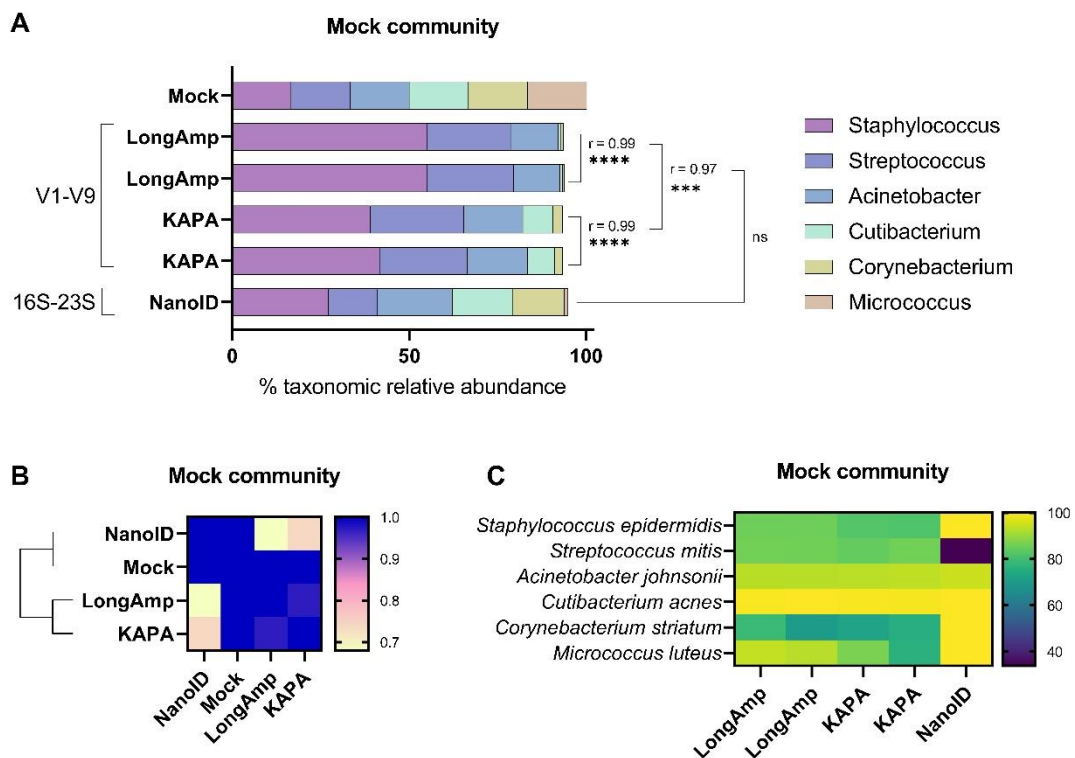 A
Mock community
Mock
LongAmp
LongAmp
KAPA
KAPA
NanoID
V1-V9
16S-23S
r = 0.99
****
r = 0.99
****
r = 0.97
***
ns
0
50
100
% taxonomic relative abundance
Staphylococcus
Streptococcus
Acinetobacter
Cutibacterium
Corynebacterium
Micrococcus
B
Mock community
NanoID
Mock
LongAmp
KAPA
NanoID
Mock
LongAmp
KAPA
1.0
0.9
0.8
0.7
C
Mock community
Staphylococcus epidermidis
Streptococcus mitis
Acinetobacter johnsonii
Cutibacterium acnes
Corynebacterium striatum
Micrococcus luteus
LongAmp
LongAmp
KAPA
KAPA
NanoID
100
80
60
40